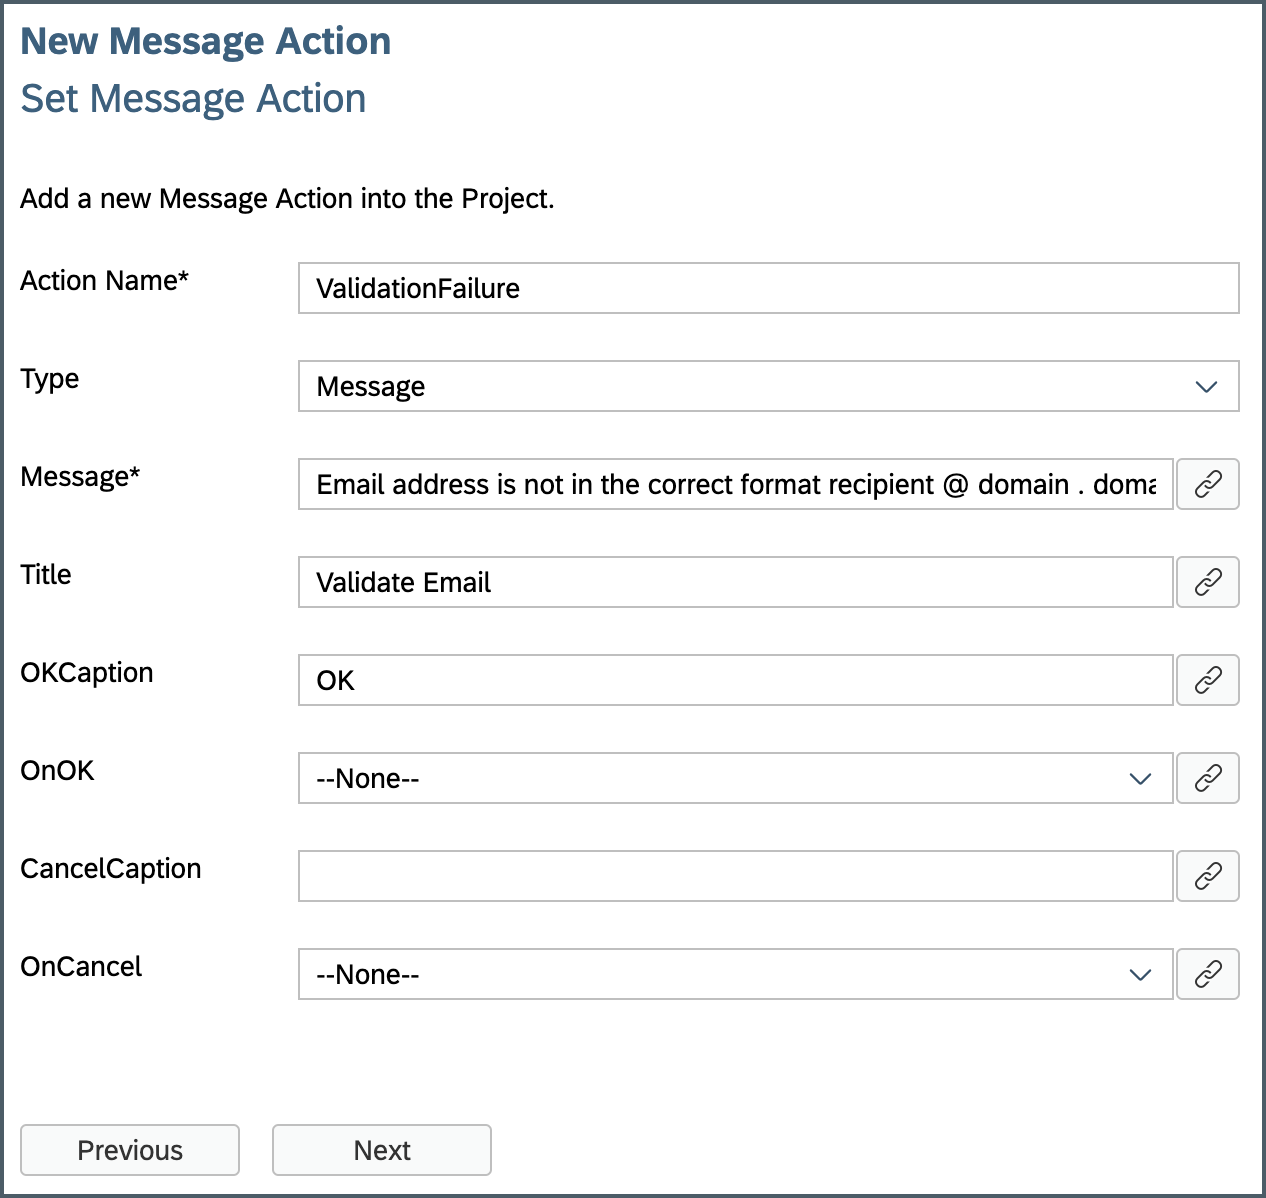 New Message Action
Set Message Action
Add a new Message Action into the Project.
Action Name*
ValidationFailure
Type
Message
Message*
Email address is not in the correct format recipient @ domain . doma
Title
Validate Email
OKCaption
OK
OnOK
--None--
CancelCaption
OnCancel
--None--
Previous
Next